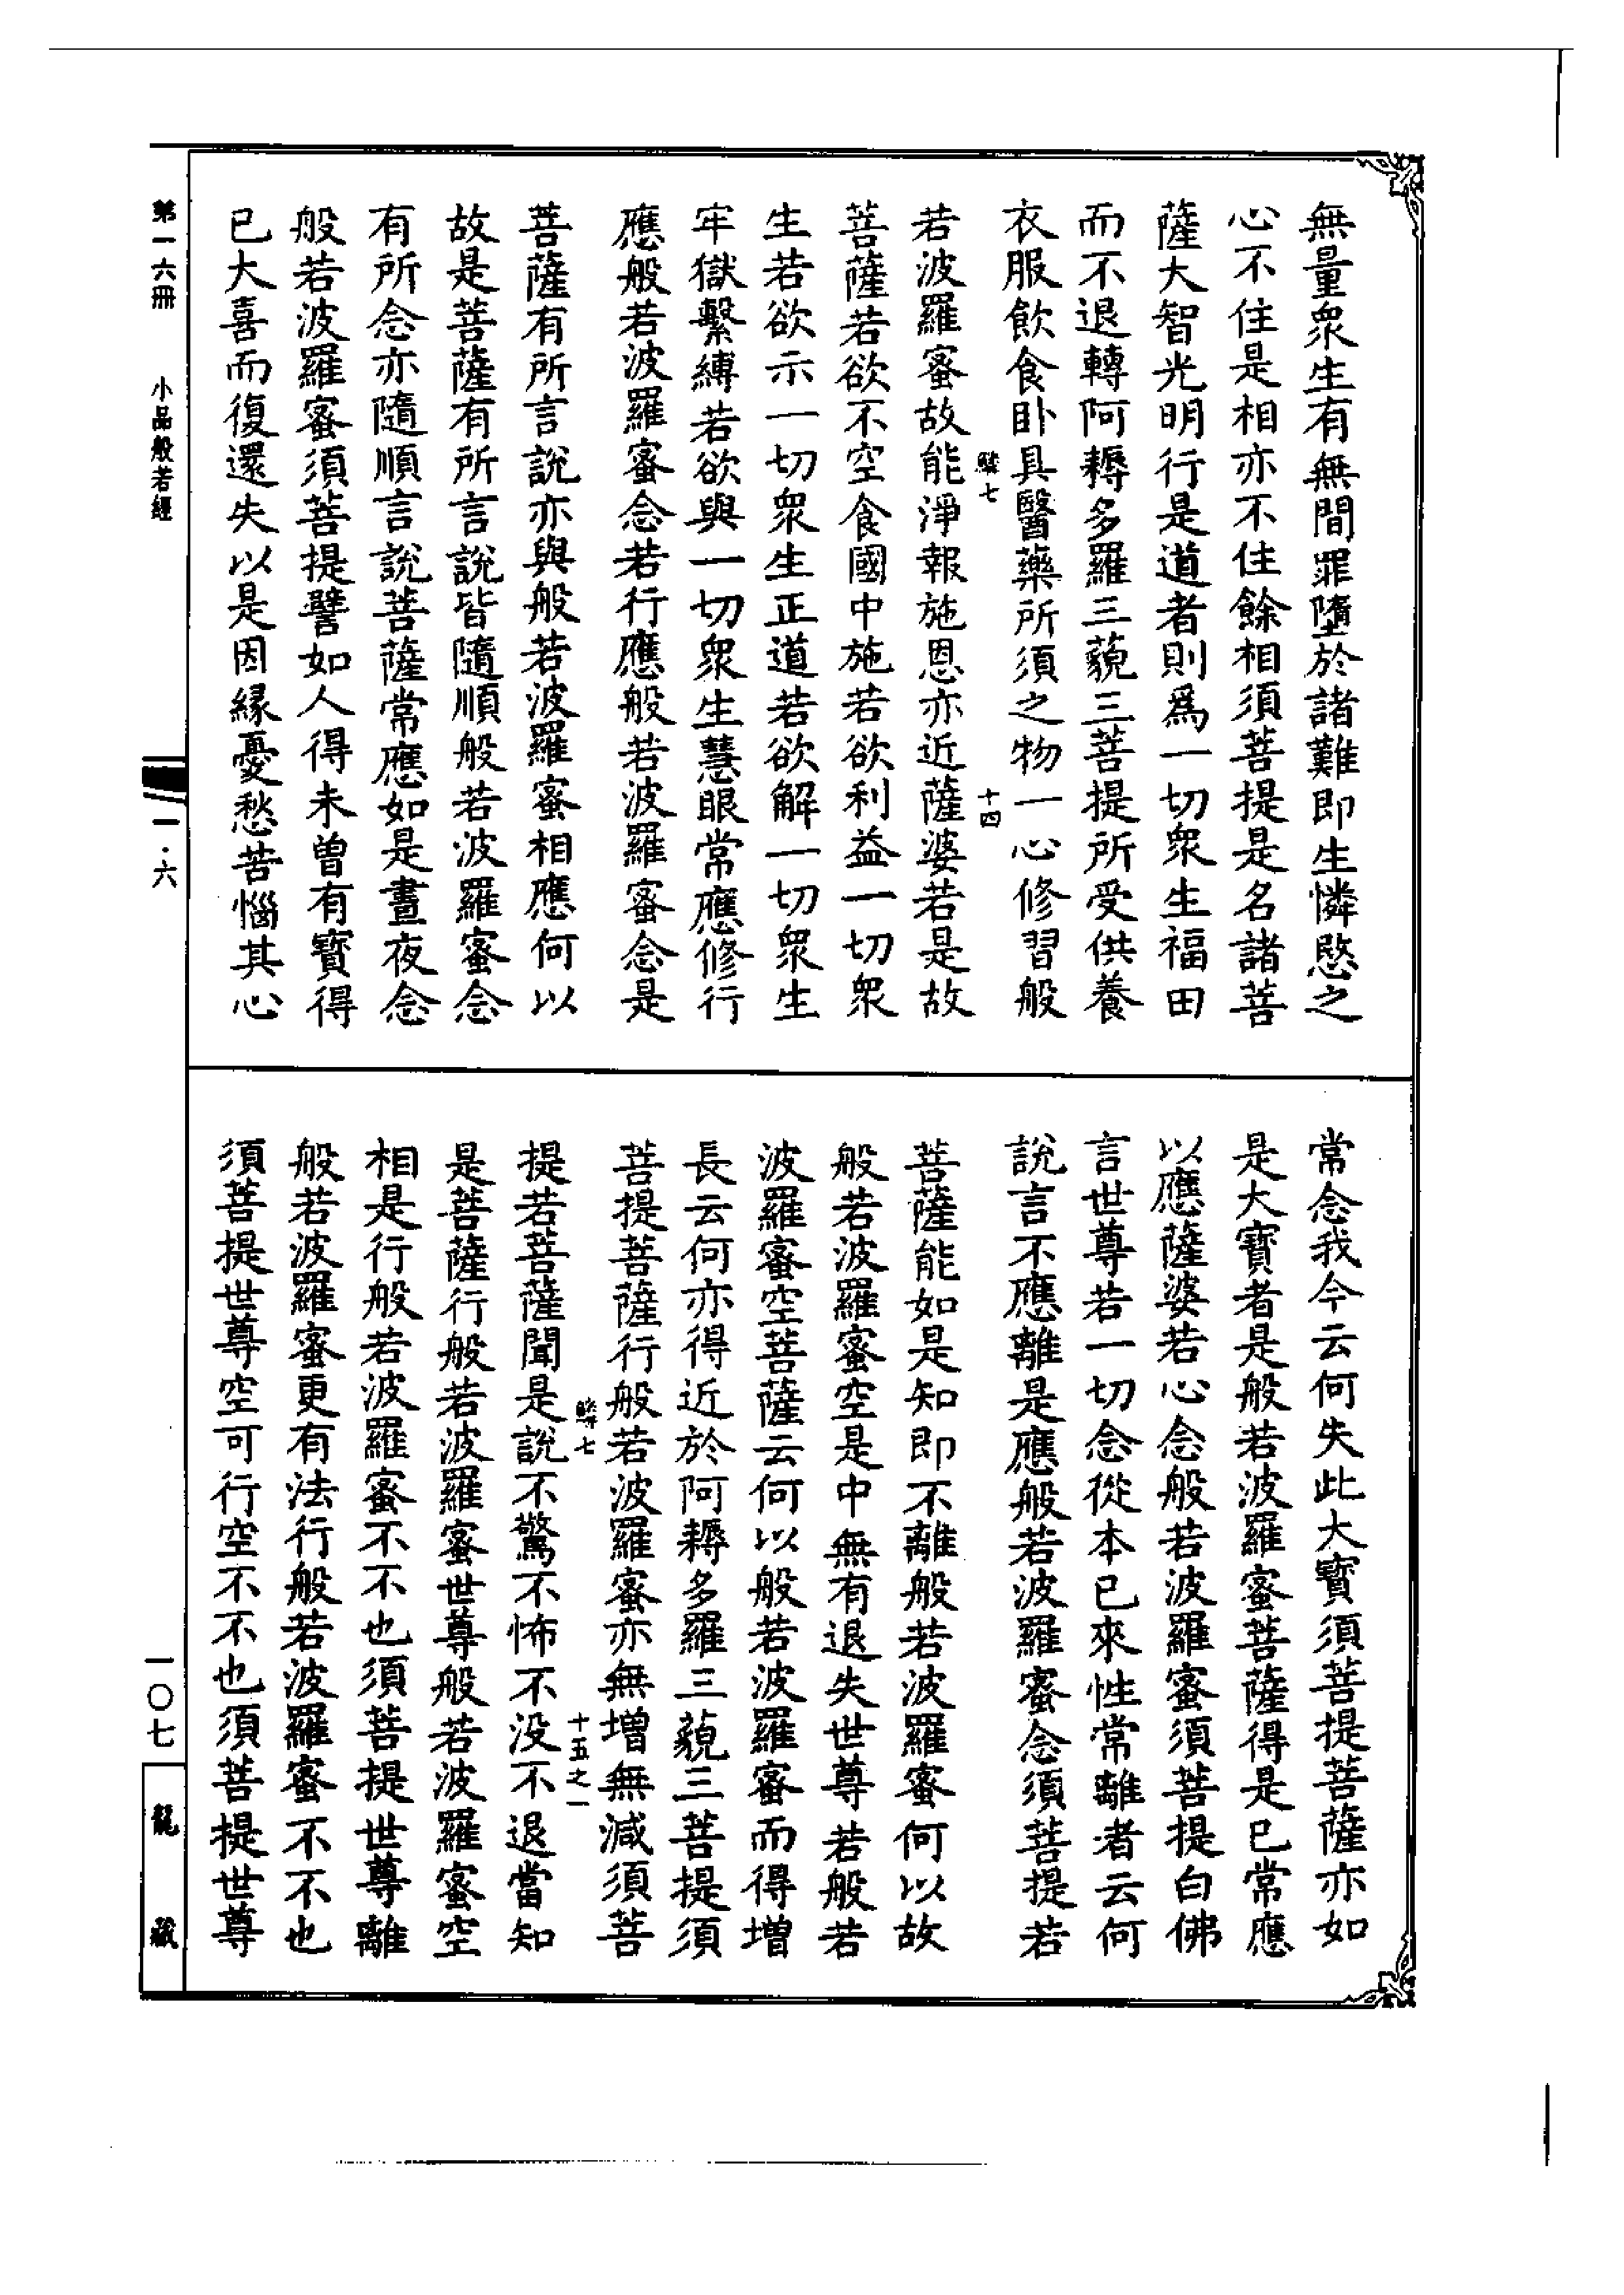 無量衆生有無間罪墮於諸難即生憐愍之
心不住是相亦不住餘相須菩提是名諸菩
薩大智光明行是道者則爲一切衆生福田
而不退轉阿耨多羅三藐三菩提所受供養
衣服飲食卧具醫藥所須之物一心修習般
若波羅蜜故能淨報施恩亦近薩婆若是故
菩薩若欲不空食國中施若欲利益一切衆
生若欲示一切衆生正道若欲解一切衆生
牢獄繫縛若欲與一切衆生慧眼常應修行
應般若波羅蜜念若行應般若波羅蜜念是
菩薩有所言說亦與般若波羅蜜相應何以
故是菩薩有所言說皆隨順般若波羅蜜念
有所念亦隨順言說菩薩常應如是晝夜念
般若波羅蜜須菩提譬如人得未曾有寶得
已大喜而復還失以是因緣憂愁苦惱其心
常念我今云何失此大寶須菩提菩薩亦如
是大寶者是般若波羅蜜菩薩得是已常應
以應薩婆若心念般若波羅蜜須菩提白佛
言世尊若一切念從本已來性常離者云何
說言不應離是應般若波羅蜜念須菩提若
菩薩能如是知即不離般若波羅蜜何以故
般若波羅蜜空是中無有退失世尊若般若
波羅蜜空菩薩云何以般若波羅蜜而得增
長云何亦得近於阿耨多羅三藐三菩提須
菩提菩薩行般若波羅蜜亦無增無減須菩
提若菩薩聞是說不驚不怖不没不退當知
是菩薩行般若波羅蜜世尊般若波羅蜜空
相是行般若波羅蜜不不也須菩提世尊離
般若波羅蜜更有法行般若波羅蜜不不也
須菩提世尊空可行空不不也須菩提世尊
七
十四
七
十五之一
第一六冊
小品般若經
一·六
一〇七
龍藏